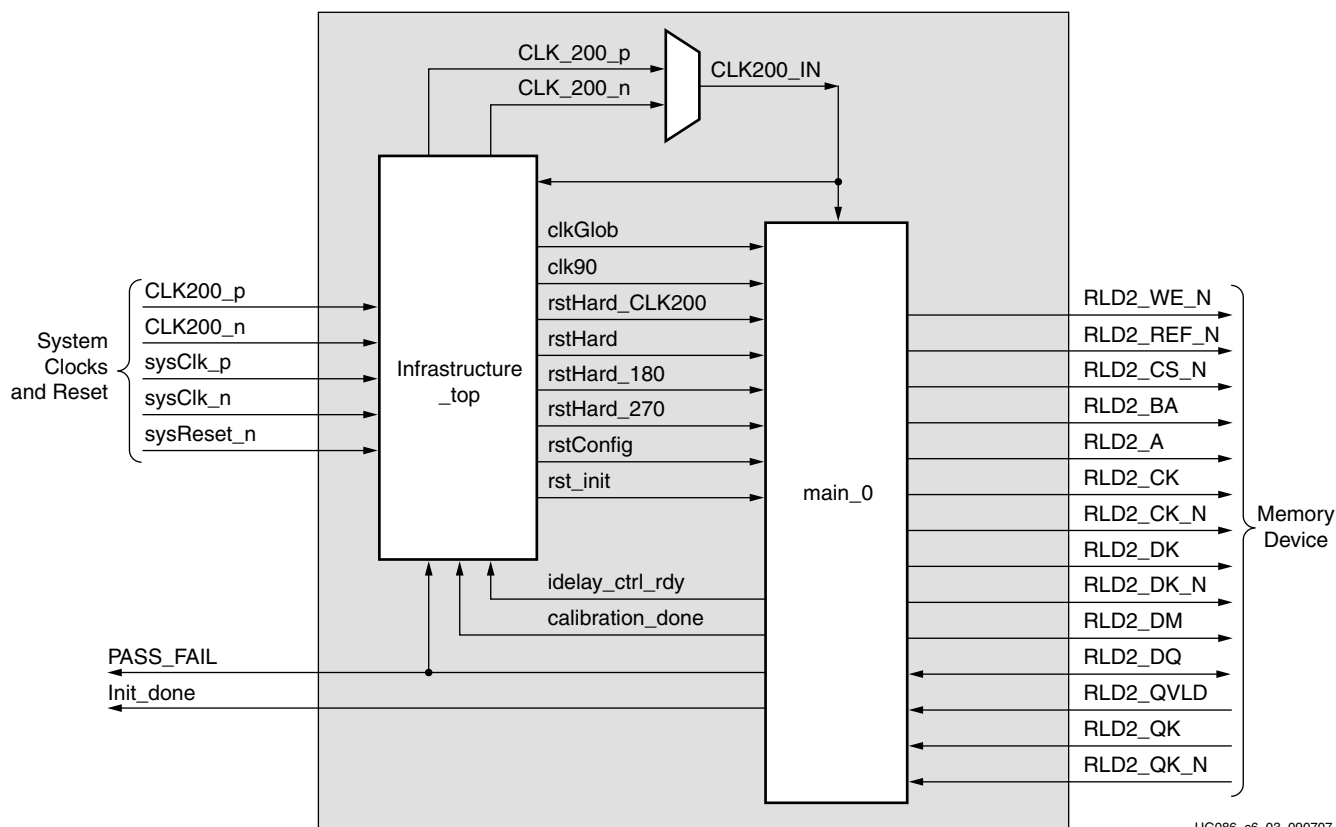 CLK_200_p
CLK_200_n
CLK200_IN
clkGlob
clk90
rstHard_CLK200
rstHard
rstHard_180
rstHard_270
rstConfig
rst_init
System
Clocks
and Reset
CLK200_p
CLK200_n
sysClk_p
sysClk_n
sysReset_n
Infrastructure
_top
main_0
idelay_ctrl_rdy
calibration_done
PASS_FAIL
Init_done
RLD2_WE_N
RLD2_REF_N
RLD2_CS_N
RLD2_BA
RLD2_A
RLD2_CK
RLD2_CK_N
RLD2_DK
RLD2_DK_N
RLD2_DM
RLD2_DQ
RLD2_QVLD
RLD2_QK
RLD2_QK_N
Memory
Device
UG086_c6_03_090707